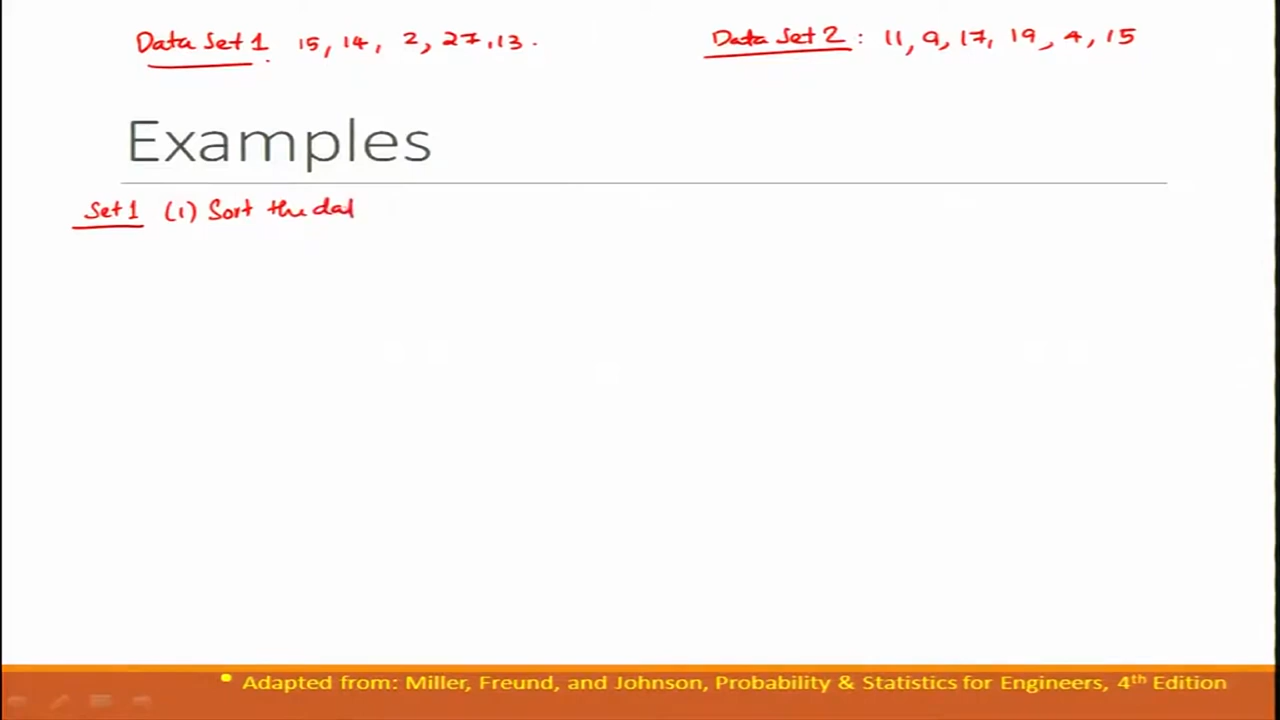 Data Set 1 15, 14, 2, 27, 13.
Data Set 2 : 11, 9, 17, 19, 4, 15
Examples
Set 1 (1) Sort the dat
• Adapted from: Miller, Freund, and Johnson, Probability & Statistics for Engineers, 4th Edition